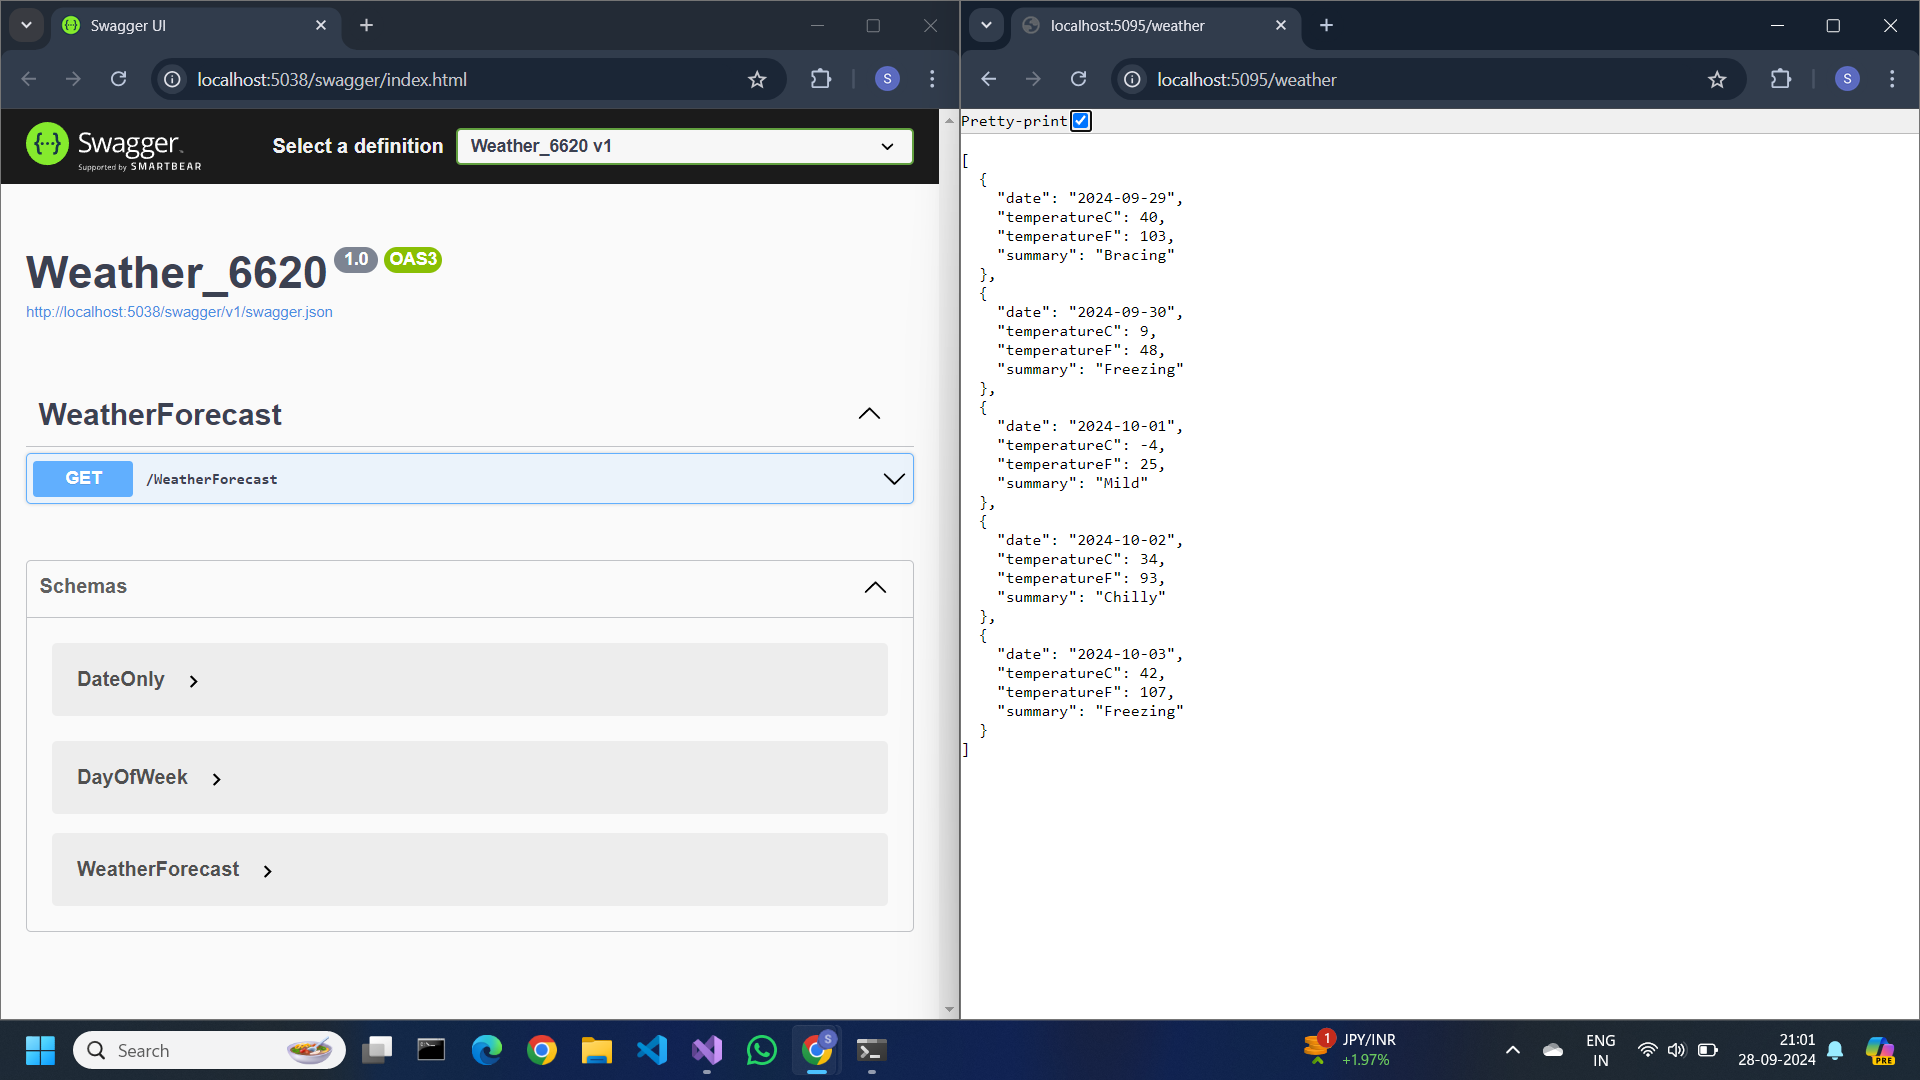 Swagger UI
localhost:5038/swagger/index.html
S
Swagger
Supported by SMARTBEAR
Select a definition
Weather_6620 v1
Weather_6620 1.0 OAS3
http://localhost:5038/swagger/v1/swagger.json
WeatherForecast
GET /WeatherForecast
Schemas
DateOnly
DayOfWeek
WeatherForecast
localhost:5095/weather
localhost:5095/weather
S
Pretty-print
[
  {
    "date": "2024-09-29",
    "temperatureC": 40,
    "temperatureF": 103,
    "summary": "Bracing"
  },
  {
    "date": "2024-09-30",
    "temperatureC": 9,
    "temperatureF": 48,
    "summary": "Freezing"
  },
  {
    "date": "2024-10-01",
    "temperatureC": -4,
    "temperatureF": 25,
    "summary": "Mild"
  },
  {
    "date": "2024-10-02",
    "temperatureC": 34,
    "temperatureF": 93,
    "summary": "Chilly"
  },
  {
    "date": "2024-10-03",
    "temperatureC": 42,
    "temperatureF": 107,
    "summary": "Freezing"
  }
]
Search
S
1
JPY/INR
+1.97%
ENG
IN
21:01
28-09-2024
PRE